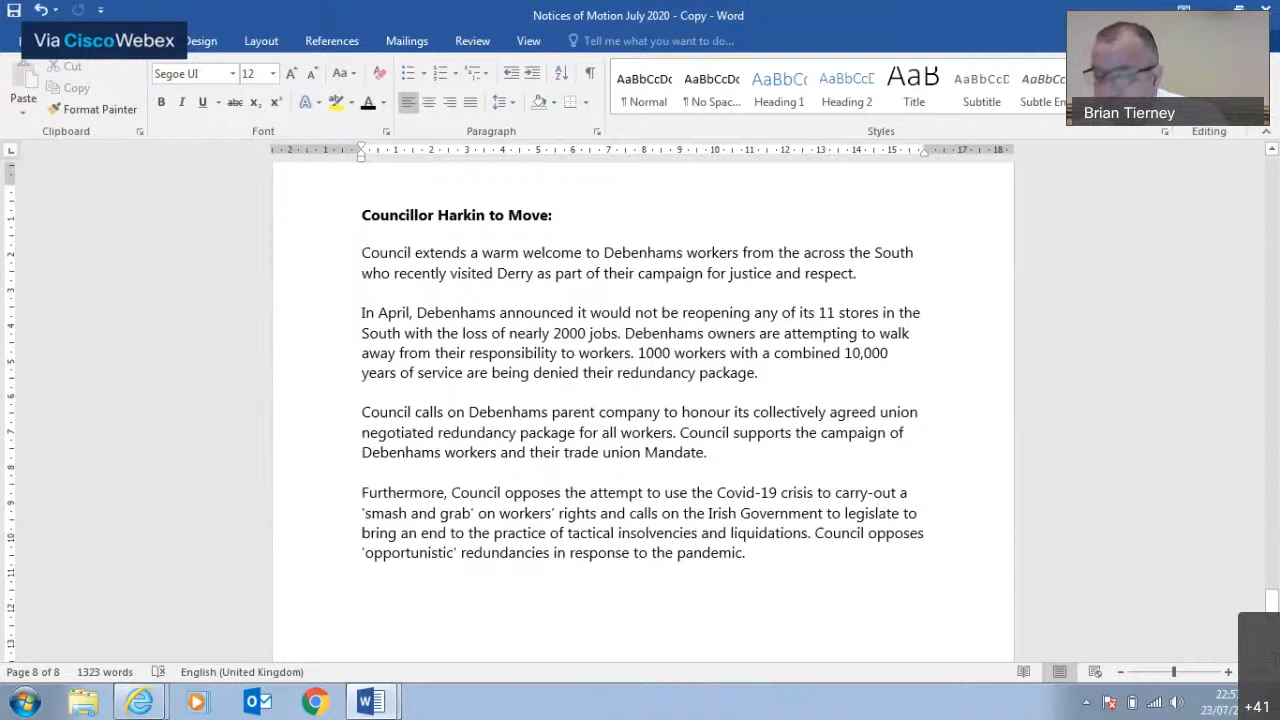 Notices of Motion July 2020 - Copy - Word
Via CiscoWebex
Design Layout References Mailings Review View Tell me what you want to do...
Cut
Copy
Paste
Format Painter
Segoe UI 12
AaBbCcDc AaBbCcDc AaBbC AaBbCcD AaB AaBbCcD AaBbCcD
¶ Normal ¶ No Spac... Heading 1 Heading 2 Title Subtitle Subtle Em
Clipboard Font Paragraph Styles Editing
Brian Tierney
Councillor Harkin to Move:
Council extends a warm welcome to Debenhams workers from the across the South
who recently visited Derry as part of their campaign for justice and respect.
In April, Debenhams announced it would not be reopening any of its 11 stores in the
South with the loss of nearly 2000 jobs. Debenhams owners are attempting to walk
away from their responsibility to workers. 1000 workers with a combined 10,000
years of service are being denied their redundancy package.
Council calls on Debenhams parent company to honour its collectively agreed union
negotiated redundancy package for all workers. Council supports the campaign of
Debenhams workers and their trade union Mandate.
Furthermore, Council opposes the attempt to use the Covid-19 crisis to carry-out a
'smash and grab' on workers' rights and calls on the Irish Government to legislate to
bring an end to the practice of tactical insolvencies and liquidations. Council opposes
'opportunistic' redundancies in response to the pandemic.
Page 8 of 8 1323 words English (United Kingdom)
22:5
23/07/2
+41